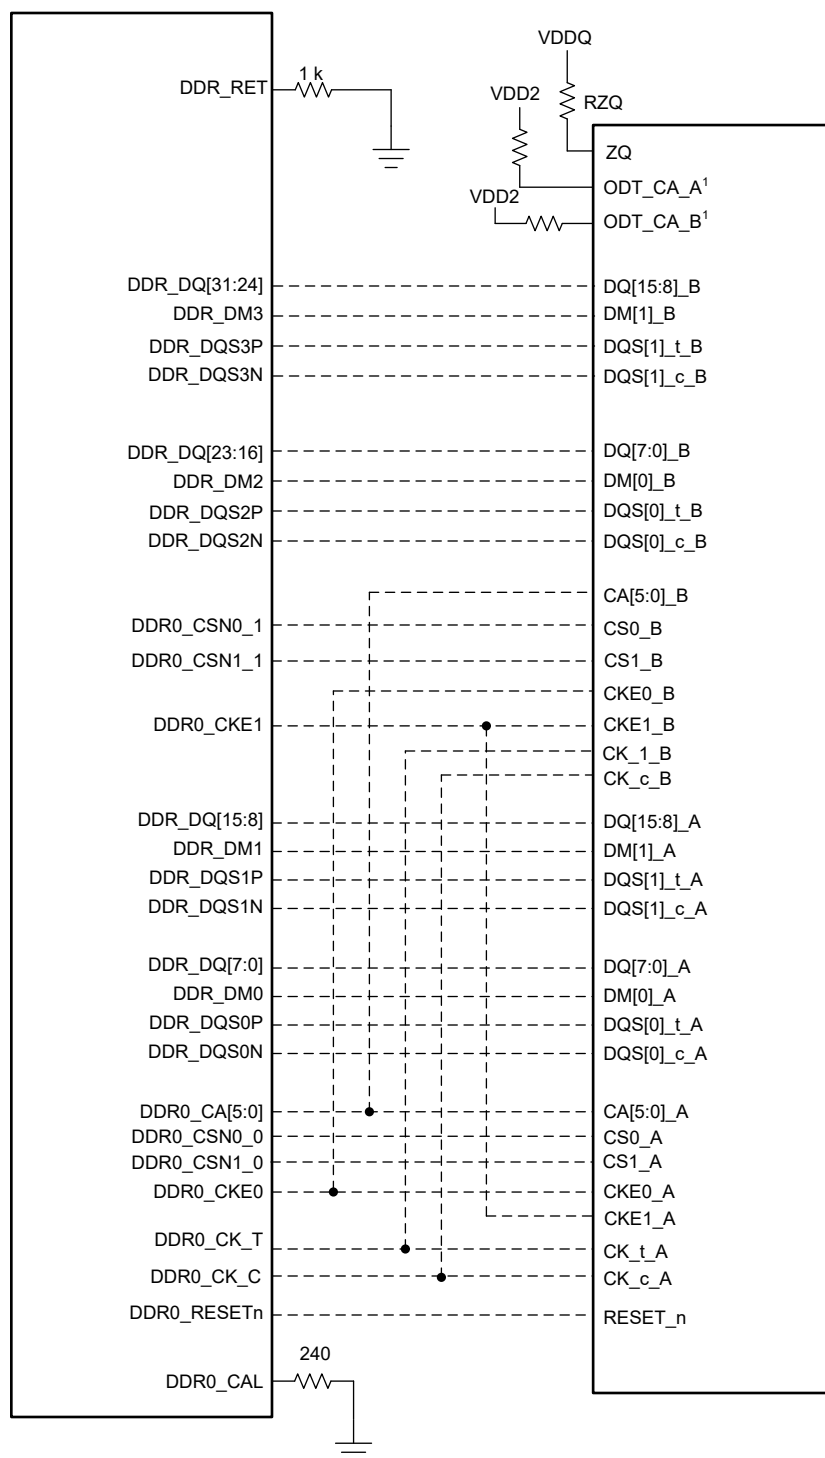 VDDQ
DDR_RET
1 k
VDD2
RZQ
ZQ
ODT_CA_A¹
VDD2
ODT_CA_B¹
DDR_DQ[31:24] DQ[15:8]_B
DDR_DM3 DM[1]_B
DDR_DQS3P DQS[1]_t_B
DDR_DQS3N DQS[1]_c_B
DDR_DQ[23:16] DQ[7:0]_B
DDR_DM2 DM[0]_B
DDR_DQS2P DQS[0]_t_B
DDR_DQS2N DQS[0]_c_B
CA[5:0]_B
DDR0_CSN0_1 CS0_B
DDR0_CSN1_1 CS1_B
CKE0_B
DDR0_CKE1 CKE1_B
CK_1_B
CK_c_B
DDR_DQ[15:8] DQ[15:8]_A
DDR_DM1 DM[1]_A
DDR_DQS1P DQS[1]_t_A
DDR_DQS1N DQS[1]_c_A
DDR_DQ[7:0] DQ[7:0]_A
DDR_DM0 DM[0]_A
DDR_DQS0P DQS[0]_t_A
DDR_DQS0N DQS[0]_c_A
DDR0_CA[5:0] CA[5:0]_A
DDR0_CSN0_0 CS0_A
DDR0_CSN1_0 CS1_A
DDR0_CKE0 CKE0_A
CKE1_A
DDR0_CK_T CK_t_A
DDR0_CK_C CK_c_A
DDR0_RESETn RESET_n
240
DDR0_CAL